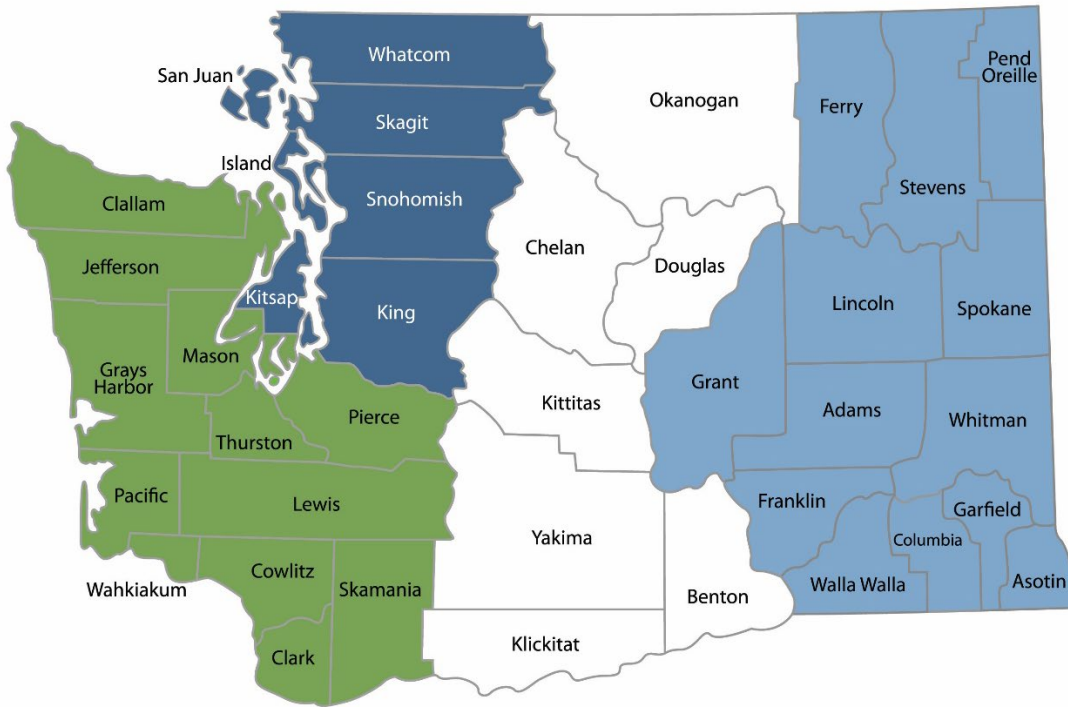 Whatcom
San Juan
Pend
Oreille
Okanogan
Ferry
Skagit
Island
Stevens
Snohomish
Clallam
Chelan
Douglas
Jefferson
Kitsap
King
Lincoln
Spokane
Mason
Grays
Harbor
Grant
Kittitas
Adams
Whitman
Pierce
Thurston
Pacific
Lewis
Franklin
Garfield
Yakima
Columbia
Wahkiakum
Cowlitz
Skamania
Benton
Walla Walla
Asotin
Klickitat
Clark